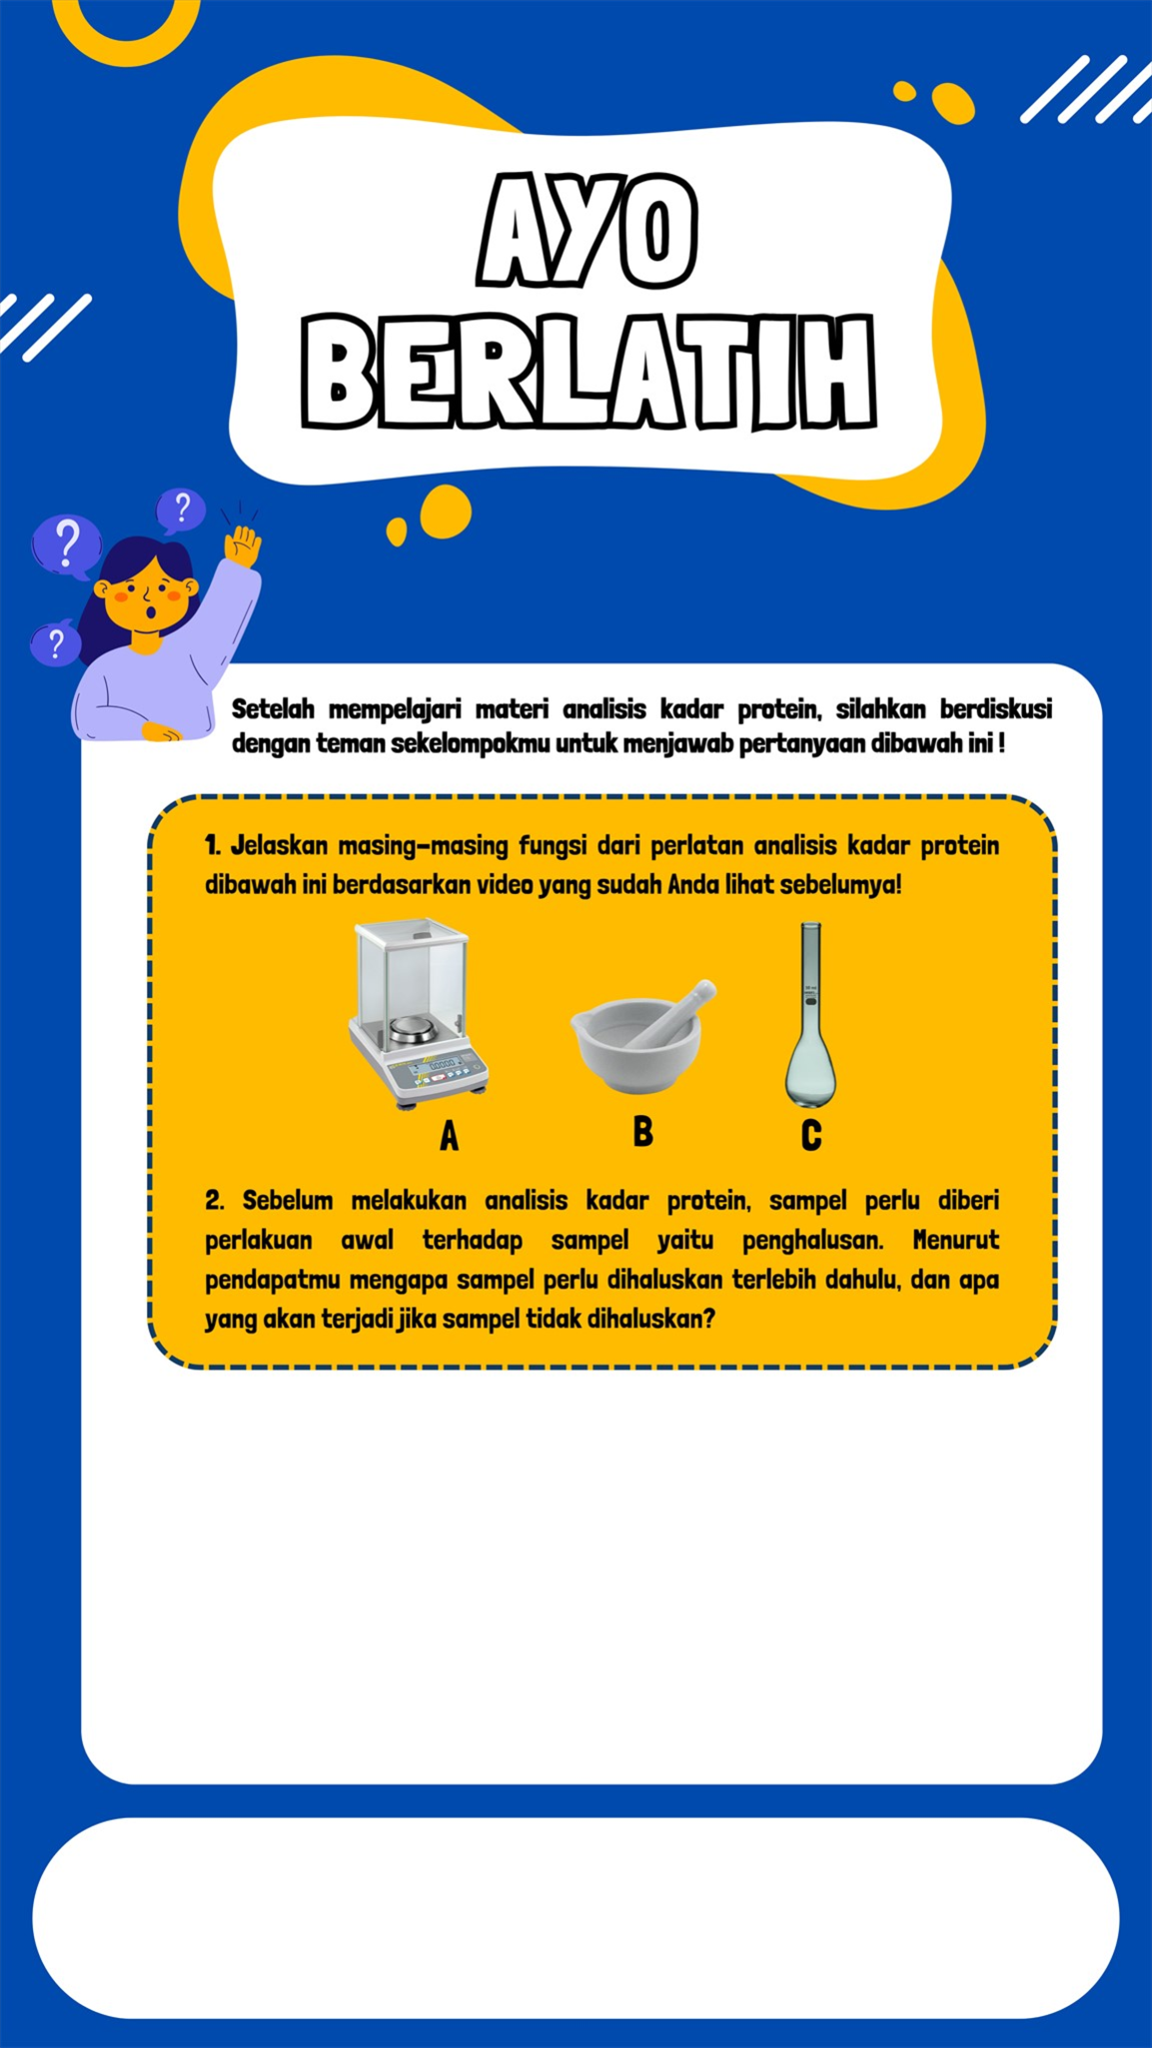 AYO
BERLATIH
?
?
?
Setelah mempelajari materi analisis kadar protein, silahkan berdiskusi
dengan teman sekelompokmu untuk menjawab pertanyaan dibawah ini !
1. Jelaskan masing-masing fungsi dari perlatan analisis kadar protein
dibawah ini berdasarkan video yang sudah Anda lihat sebelumya!
A
B
C
2. Sebelum melakukan analisis kadar protein, sampel perlu diberi
perlakuan awal terhadap sampel yaitu penghalusan. Menurut
pendapatmu mengapa sampel perlu dihaluskan terlebih dahulu, dan apa
yang akan terjadi jika sampel tidak dihaluskan?